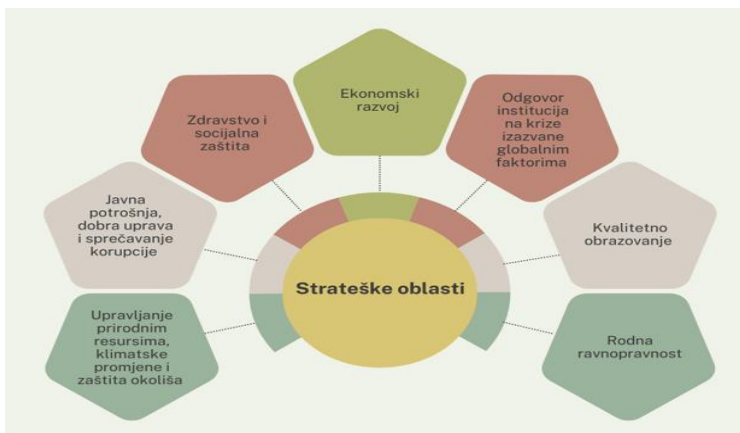 Ekonomski
razvoj
Zdravstvo i
socijalna
zaštita
Odgovor
institucija
na krize
izazvane
globalnim
faktorima
Javna
potrošnja,
dobra uprava
i sprečavanje
korupcije
Kvalitetno
obrazovanje
Strateške oblasti
Upravljanje
prirodnim
resursima,
klimatske
promjene i
zaštita okoliša
Rodna
ravnopravnost